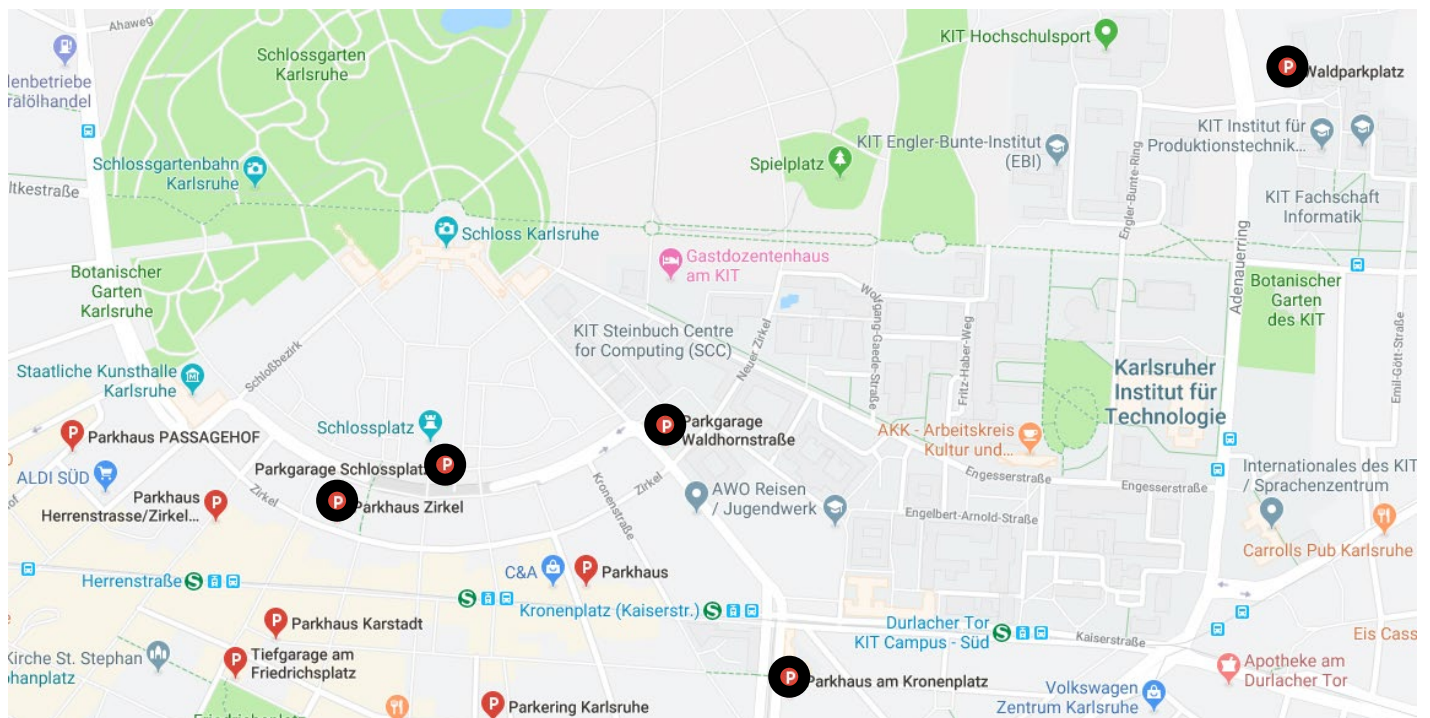 Ahaweg
Schlossgarten
Karlsruhe
KIT Hochschulsport
Waldparkplatz
lenbetriebe
ralölhandel
KIT Institut für
Produktionstechnik...
KIT Engler-Bunte-Institut
(EBI)
Spielplatz
Schlossgartenbahn
Karlsruhe
ltkestraße
Engler-Bunte-Ring
KIT Fachschaft
Informatik
Schloss Karlsruhe
Adenauerring
Gastdozentenhaus
am KIT
Botanischer
Garten
Karlsruhe
Botanischer
Garten
des KIT
Wolfgang-Gaede-Straße
KIT Steinbuch Centre
for Computing (SCC)
Neuer Zirkel
Fritz-Haber-Weg
Emil-Gött-Straße
Schloßbezirk
Staatliche Kunsthalle
Karlsruhe
Karlsruher
Institut für
Technologie
Schlossplatz
Parkgarage
Waldhornstraße
Parkhaus PASSAGEHOF
AKK - Arbeitskreis
Kultur und...
ALDI SÜD
Parkgarage Schlossplatz
Engesserstraße
Engesserstraße
Internationales des KIT
/ Sprachenzentrum
Parkhaus
Herrenstrasse/Zirkel...
Zirkel
Parkhaus Zirkel
Kronenstraße
Zirkel
AWO Reisen
/ Jugendwerk
Engelbert-Arnold-Straße
Carrolls Pub Karlsruhe
Herrenstraße
C&A
Parkhaus
Kronenplatz (Kaiserstr.)
Parkhaus Karstadt
Durlacher Tor
KIT Campus - Süd
Kaiserstraße
Eis Cass
Kirche St. Stephan
phanplatz
Tiefgarage am
Friedrichsplatz
Parkhaus am Kronenplatz
Apotheke am
Durlacher Tor
Volkswagen
Zentrum Karlsruhe
Parkering Karlsruhe
Friedrichsplatz